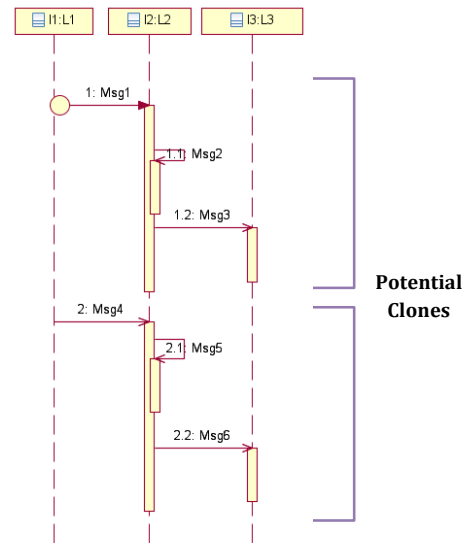 I1:L1
I2:L2
I3:L3
1: Msg1
1.1: Msg2
1.2: Msg3
Potential
Clones
2: Msg4
2.1: Msg5
2.2: Msg6